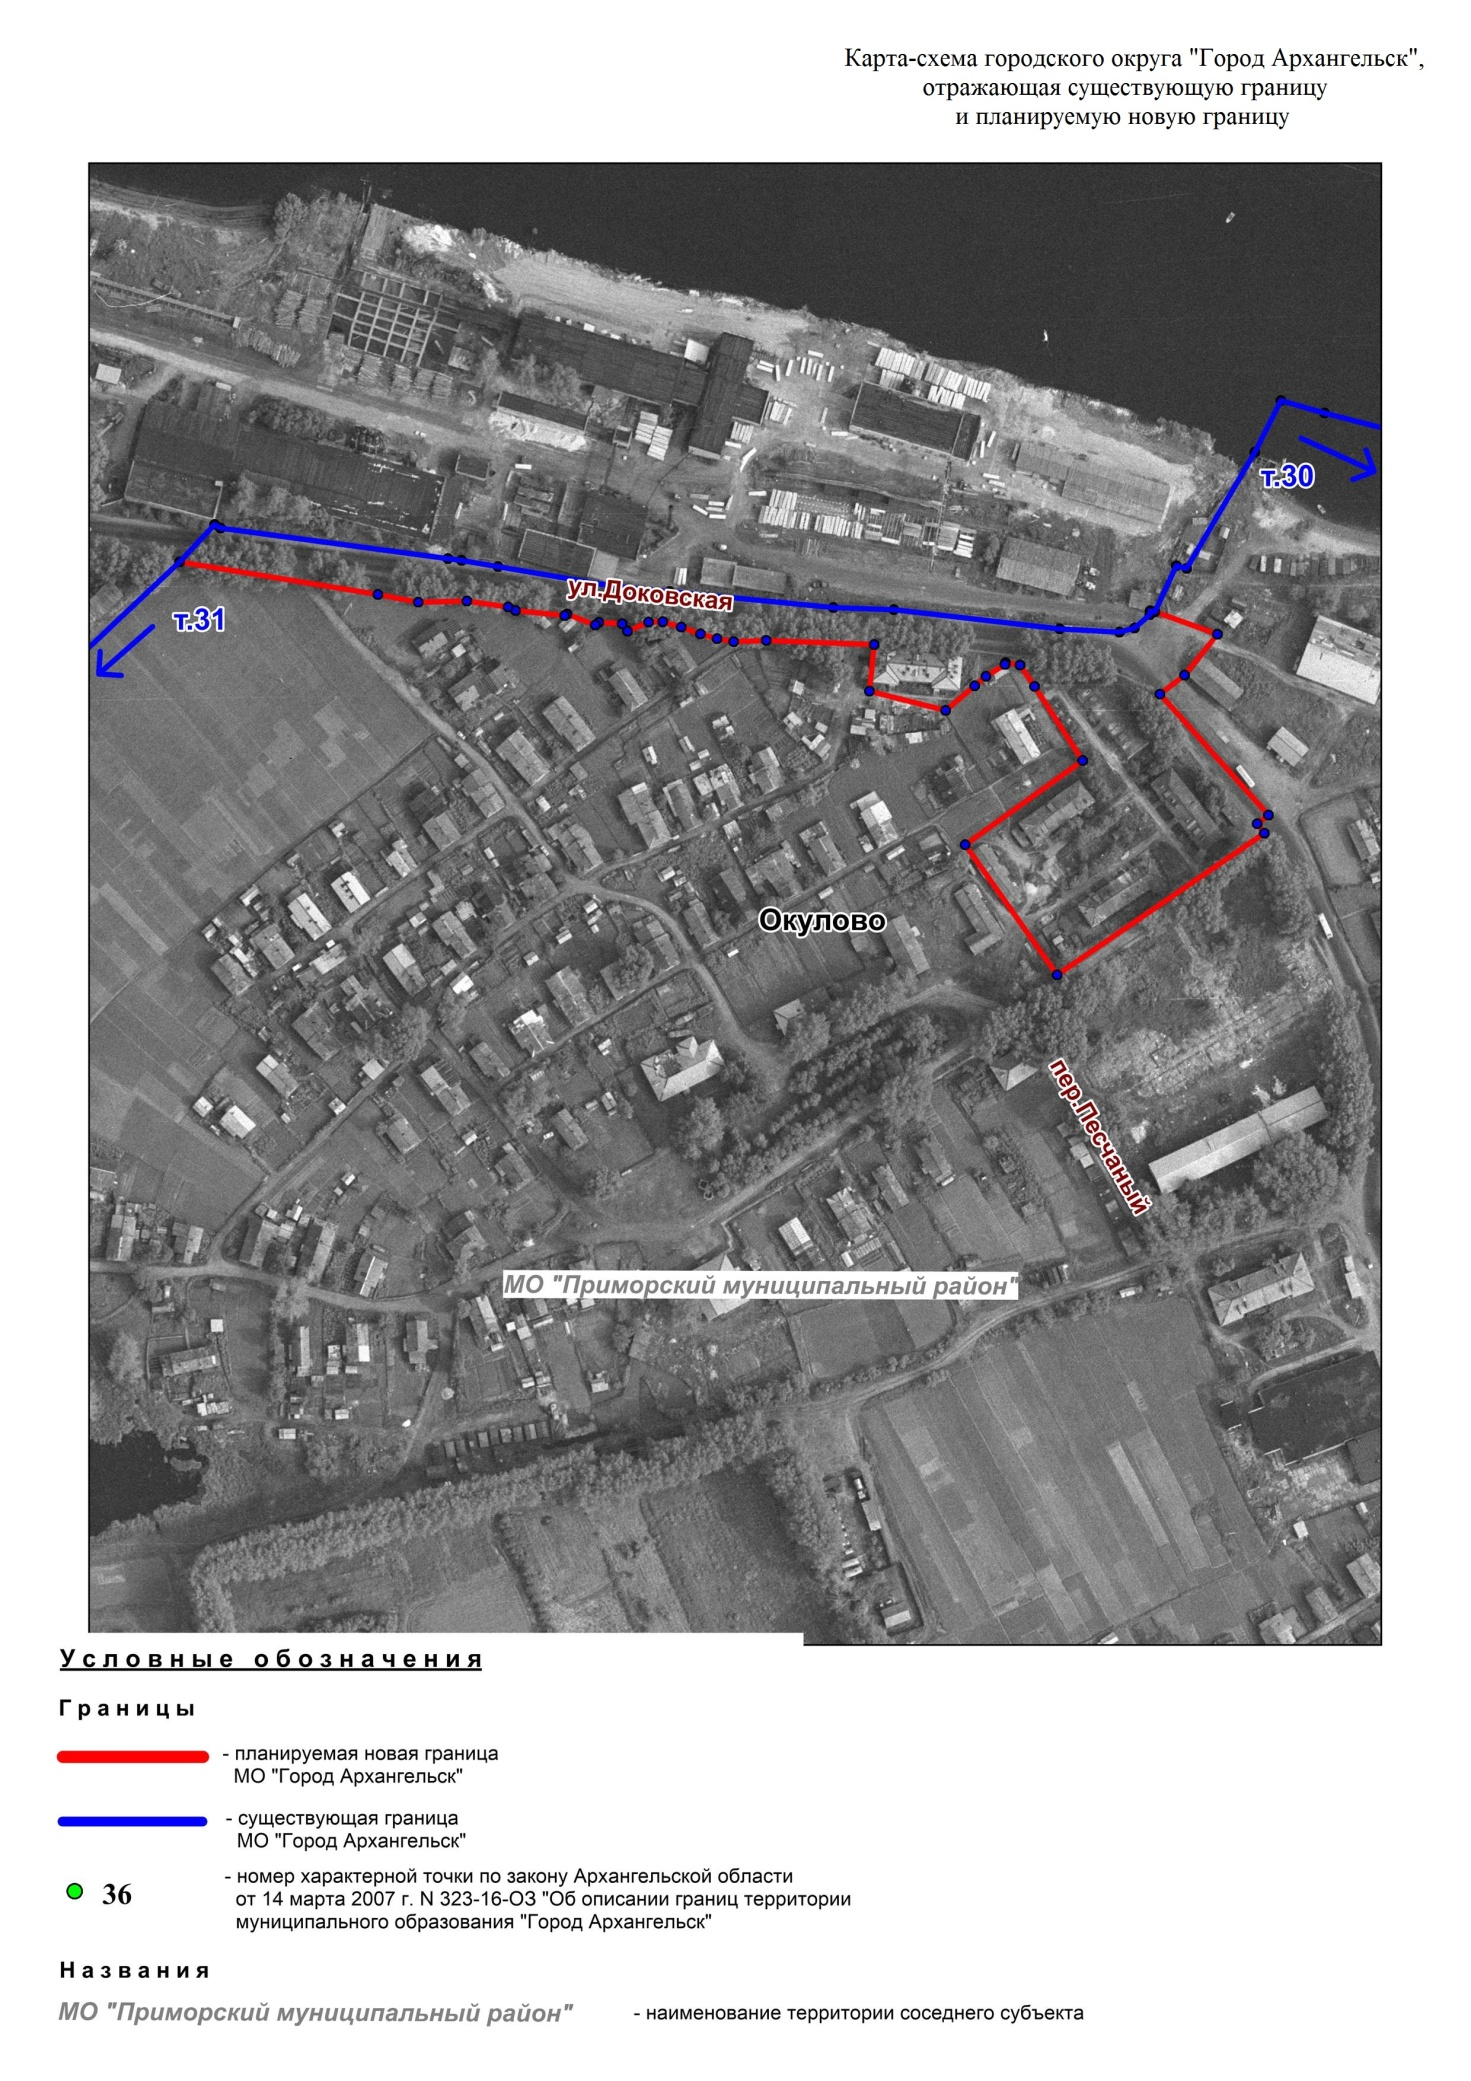 Карта-схема городского округа "Город Архангельск",
отражающая существующую границу
и планируемую новую границу
т.30
ул.Доковская
т.31
Окулово
пер.Песчаный
МО "Приморский муниципальный район"
Условные обозначения
Границы
- планируемая новая граница
МО "Город Архангельск"
- существующая граница
МО "Город Архангельск"
36
- номер характерной точки по закону Архангельской области
от 14 марта 2007 г. N 323-16-ОЗ "Об описании границ территории
муниципального образования "Город Архангельск"
Названия
МО "Приморский муниципальный район"
- наименование территории соседнего субъекта